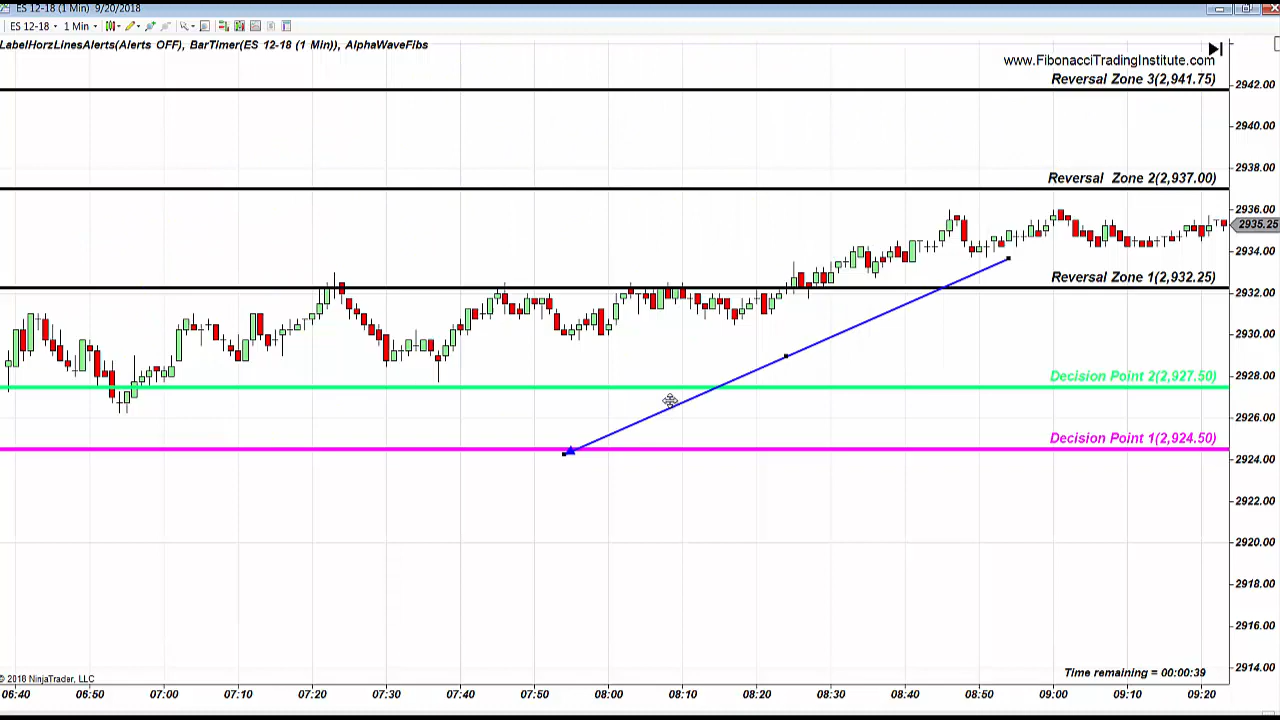 ES 12-18 (1 Min) 9/20/2018
ES 12-18 1 Min
LabelHorzLinesAlerts(Alerts OFF), BarTimer(ES 12-18 (1 Min)), AlphaWaveFibs
www.FibonacciTradingInstitute.com
Reversal Zone 3(2,941.75)
2942.00
2940.00
2938.00
Reversal Zone 2(2,937.00)
2936.00
2935.25
2934.00
Reversal Zone 1(2,932.25)
2932.00
2930.00
2928.00
Decision Point 2(2,927.50)
2926.00
Decision Point 1(2,924.50)
2924.00
2922.00
2920.00
2918.00
2916.00
2914.00
Time remaining = 00:00:39
© 2018 NinjaTrader, LLC
06:40 06:50 07:00 07:10 07:20 07:30 07:40 07:50 08:00 08:10 08:20 08:30 08:40 08:50 09:00 09:10 09:20